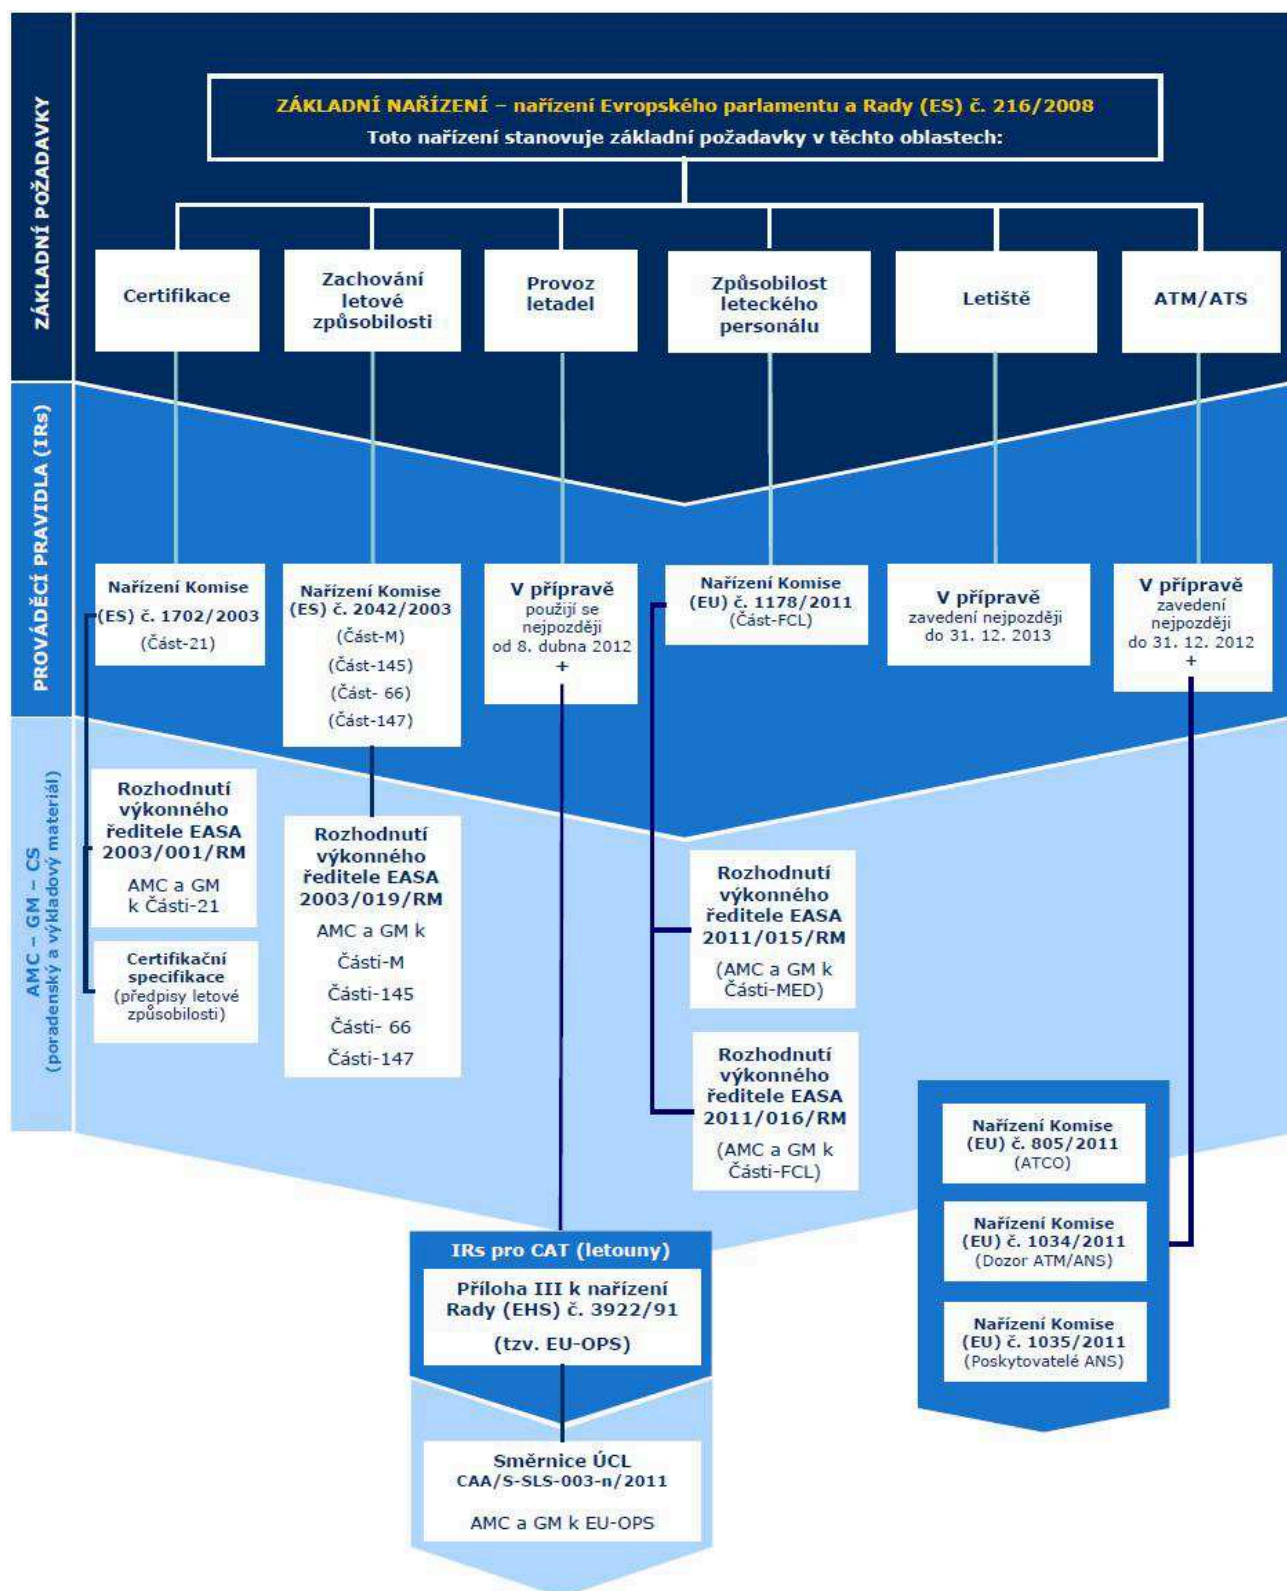 ZÁKLADNÍ POŽADAVKY
ZÁKLADNÍ NAŘÍZENÍ – nařízení Evropského parlamentu a Rady (ES) č. 216/2008
Toto nařízení stanovuje základní požadavky v těchto oblastech:
Certifikace
Zachování
letové
způsobilosti
Provoz
letadel
Způsobilost
leteckého
personálu
Letiště
ATM/ATS
PROVÁDĚCÍ PRAVIDLA (IRs)
Nařízení Komise
(ES) č. 1702/2003
(Část-21)
Nařízení Komise
(ES) č. 2042/2003
(Část-M)
(Část-145)
(Část- 66)
(Část-147)
V přípravě
použijí se
nejpozději
od 8. dubna 2012
+
Nařízení Komise
(EU) č. 1178/2011
(Část-FCL)
V přípravě
zavedení nejpozději
do 31. 12. 2013
V přípravě
zavedení
nejpozději
do 31. 12. 2012
+
AMC – GM – CS
(poradenský a výkladový materiál)
Rozhodnutí
výkonného
ředitele EASA
2003/001/RM
AMC a GM
k Části-21
Certifikační
specifikace
(předpisy letové
způsobilosti)
Rozhodnutí
výkonného
ředitele EASA
2003/019/RM
AMC a GM k
Části-M
Části-145
Části- 66
Části-147
Rozhodnutí
výkonného
ředitele EASA
2011/015/RM
(AMC a GM k
Části-MED)
Rozhodnutí
výkonného
ředitele EASA
2011/016/RM
(AMC a GM k
Části-FCL)
Nařízení Komise
(EU) č. 805/2011
(ATCO)
Nařízení Komise
(EU) č. 1034/2011
(Dozor ATM/ANS)
Nařízení Komise
(EU) č. 1035/2011
(Poskytovatelé ANS)
IRs pro CAT (letouny)
Příloha III k nařízení
Rady (EHS) č. 3922/91
(tzv. EU-OPS)
Směrnice ÚCL
CAA/S-SLS-003-n/2011
AMC a GM k EU-OPS